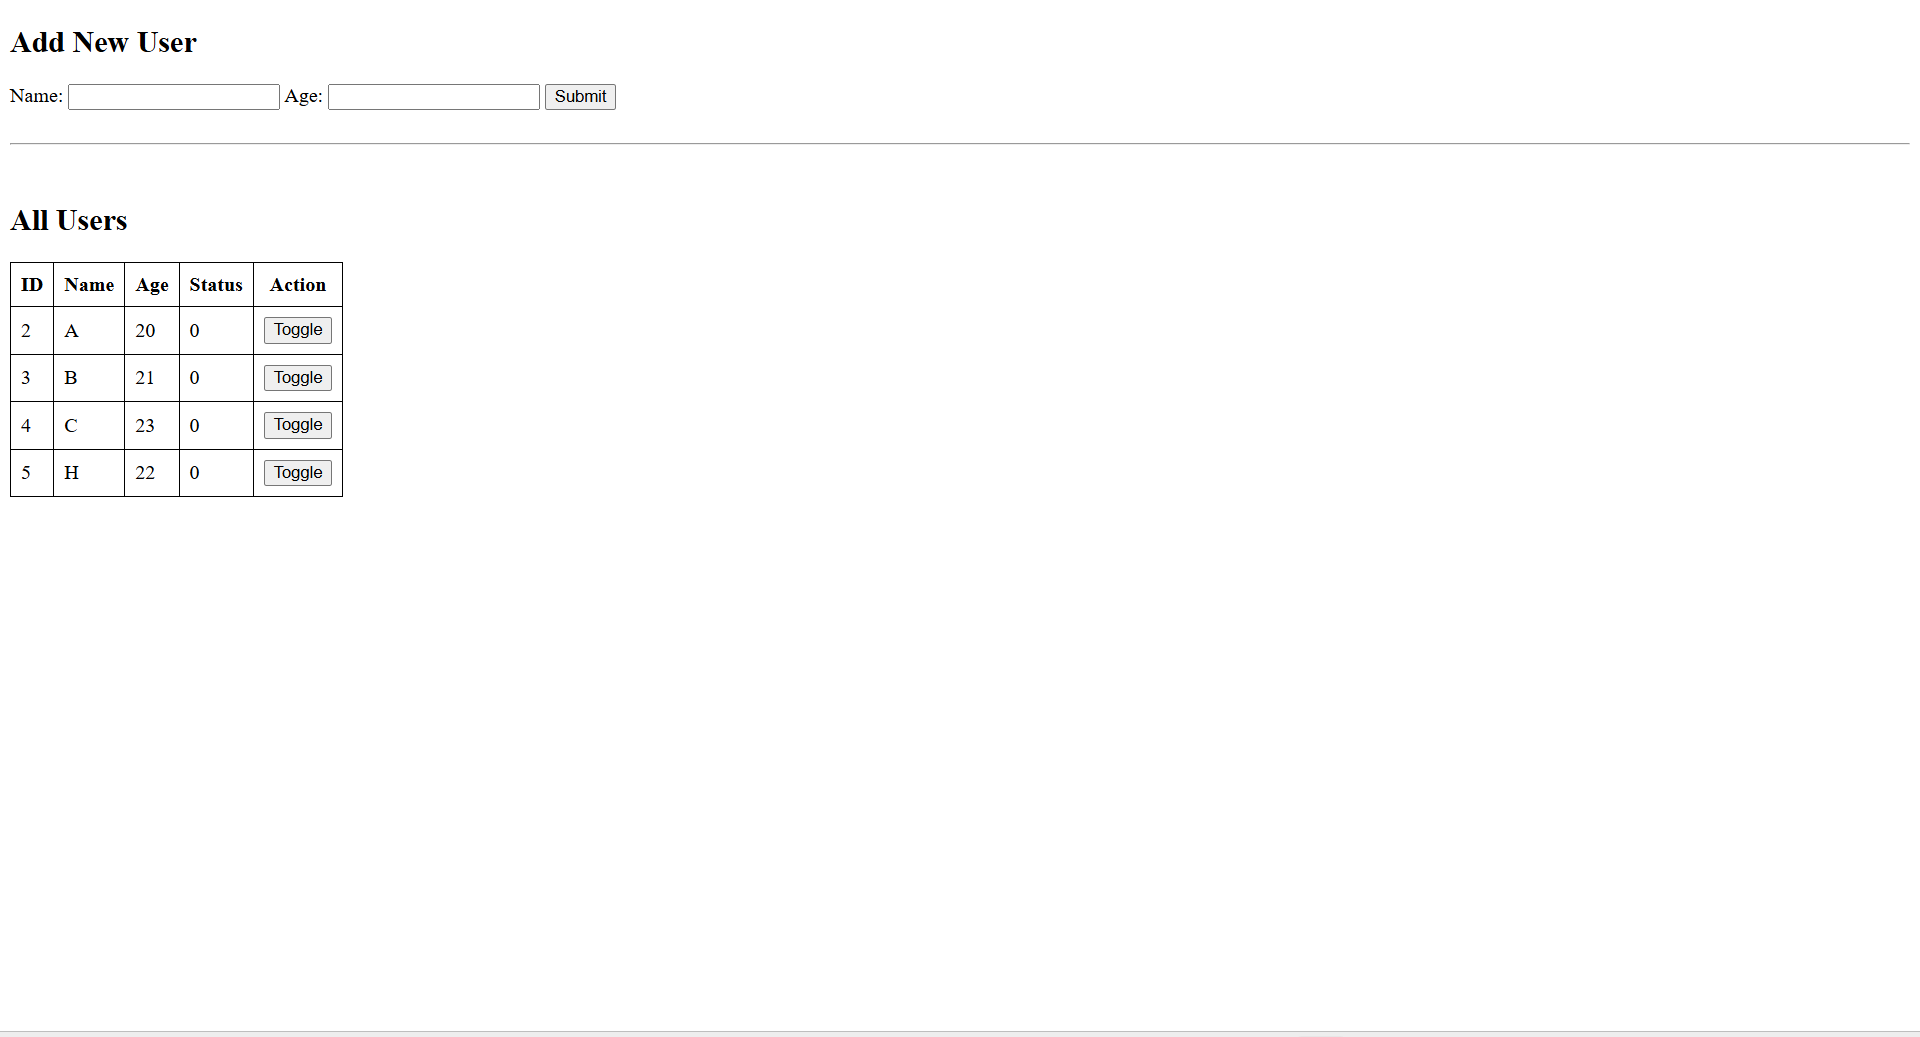 Add New User
Name: Age: Submit
All Users
ID Name Age Status Action
2 A 20 0 Toggle
3 B 21 0 Toggle
4 C 23 0 Toggle
5 H 22 0 Toggle